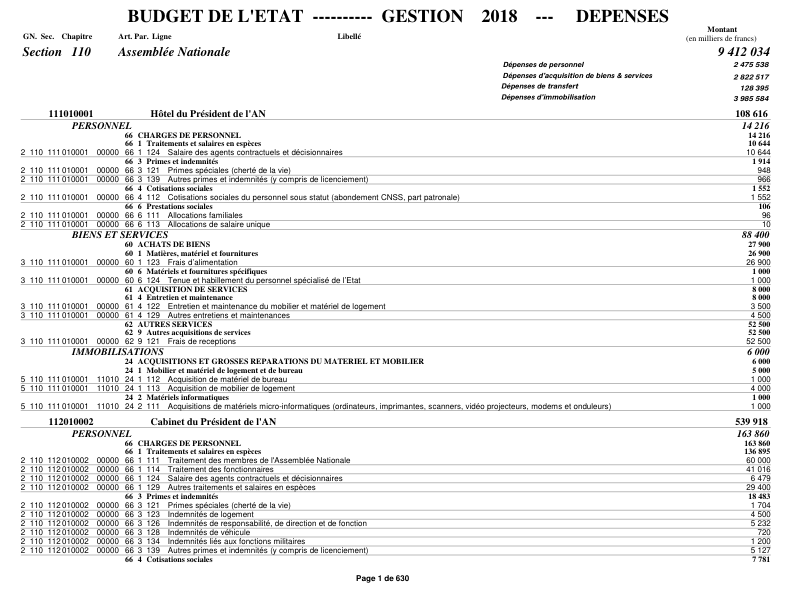 BUDGET DE L'ETAT ---------- GESTION 2018 --- DEPENSES
GN. Sec. Chapitre Art. Par. Ligne Libellé Montant
(en milliers de francs)
Section 110 Assemblée Nationale 9 412 034
Dépenses de personnel 2 475 538
Dépenses d'acquisition de biens & services 2 822 517
Dépenses de transfert 128 395
Dépenses d'immobilisation 3 985 584
111010001 Hôtel du Président de l'AN 108 616
PERSONNEL 14 216
66 CHARGES DE PERSONNEL 14 216
66 1 Traitements et salaires en espèces 10 644
2 110 111010001 00000 66 1 124 Salaire des agents contractuels et décisionnaires 10 644
66 3 Primes et indemnités 1 914
2 110 111010001 00000 66 3 121 Primes spéciales (cherté de la vie) 948
2 110 111010001 00000 66 3 139 Autres primes et indemnités (y compris de licenciement) 966
66 4 Cotisations sociales 1 552
2 110 111010001 00000 66 4 112 Cotisations sociales du personnel sous statut (abondement CNSS, part patronale) 1 552
66 6 Prestations sociales 106
2 110 111010001 00000 66 6 111 Allocations familiales 96
2 110 111010001 00000 66 6 113 Allocations de salaire unique 10
BIENS ET SERVICES 88 400
60 ACHATS DE BIENS 27 900
60 1 Matières, matériel et fournitures 26 900
3 110 111010001 00000 60 1 123 Frais d'alimentation 26 900
60 6 Matériels et fournitures spécifiques 1 000
3 110 111010001 00000 60 6 124 Tenue et habillement du personnel spécialisé de l'Etat 1 000
61 ACQUISITION DE SERVICES 8 000
61 4 Entretien et maintenance 8 000
3 110 111010001 00000 61 4 122 Entretien et maintenance du mobilier et matériel de logement 3 500
3 110 111010001 00000 61 4 129 Autres entretiens et maintenances 4 500
62 AUTRES SERVICES 52 500
62 9 Autres acquisitions de services 52 500
3 110 111010001 00000 62 9 121 Frais de receptions 52 500
IMMOBILISATIONS 6 000
24 ACQUISITIONS ET GROSSES REPARATIONS DU MATERIEL ET MOBILIER 6 000
24 1 Mobilier et matériel de logement et de bureau 5 000
5 110 111010001 11010 24 1 112 Acquisition de matériel de bureau 1 000
5 110 111010001 11010 24 1 113 Acquisition de mobilier de logement 4 000
24 2 Matériels informatiques 1 000
5 110 111010001 11010 24 2 111 Acquisitions de matériels micro-informatiques (ordinateurs, imprimantes, scanners, vidéo projecteurs, modems et onduleurs) 1 000
112010002 Cabinet du Président de l'AN 539 918
PERSONNEL 163 860
66 CHARGES DE PERSONNEL 163 860
66 1 Traitements et salaires en espèces 136 895
2 110 112010002 00000 66 1 111 Traitement des membres de l'Assemblée Nationale 60 000
2 110 112010002 00000 66 1 114 Traitement des fonctionnaires 41 016
2 110 112010002 00000 66 1 124 Salaire des agents contractuels et décisionnaires 6 479
2 110 112010002 00000 66 1 129 Autres traitements et salaires en espèces 29 400
66 3 Primes et indemnités 18 483
2 110 112010002 00000 66 3 121 Primes spéciales (cherté de la vie) 1 704
2 110 112010002 00000 66 3 123 Indemnités de logement 4 500
2 110 112010002 00000 66 3 126 Indemnités de responsabilité, de direction et de fonction 5 232
2 110 112010002 00000 66 3 128 Indemnités de véhicule 720
2 110 112010002 00000 66 3 134 Indemnités liés aux fonctions militaires 1 200
2 110 112010002 00000 66 3 139 Autres primes et indemnités (y compris de licenciement) 5 127
66 4 Cotisations sociales 7 781
Page 1 de 630